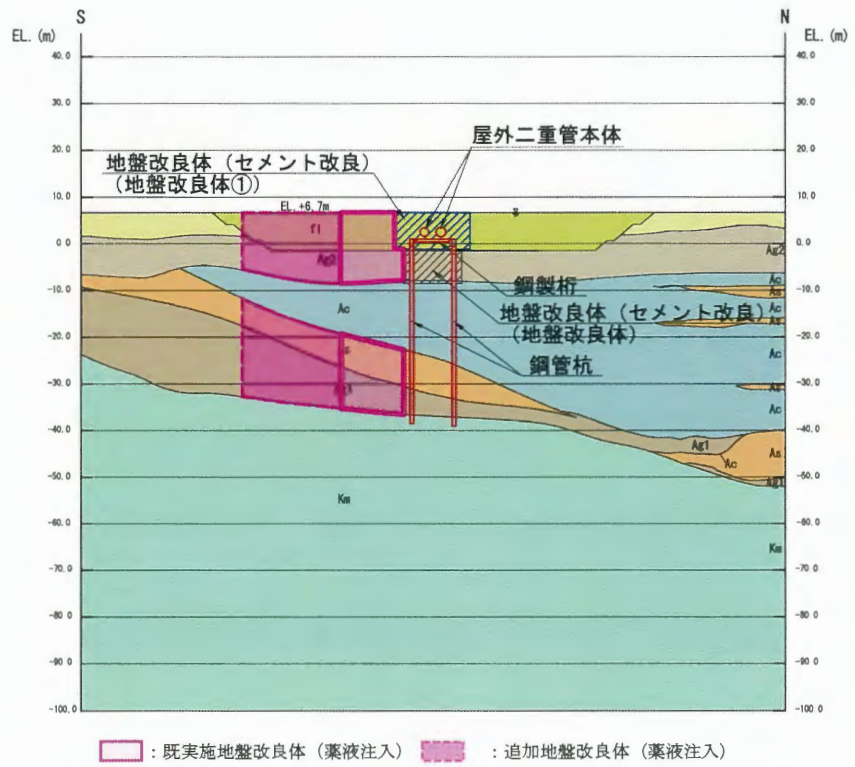 S
N
EL. (m)
EL. (m)
40.0
40.0
30.0
30.0
20.0
20.0
屋外二重管本体
地盤改良体（セメント改良）
（地盤改良体①）
10.0
10.0
EL. +6.7m
fl
0.0
0.0
Ag2
Ag2
鋼製桁
Ac
As
-10.0
-10.0
地盤改良体（セメント改良）
（地盤改良体）
Ac
Ac
As
-20.0
-20.0
Ac
鋼管杭
-30.0
-30.0
As
Ac
-40.0
-40.0
Ag1
As
Ac
-50.0
-50.0
Ag1
Km
-60.0
-60.0
Km
-70.0
-70.0
-80.0
-80.0
-90.0
-90.0
-100.0
-100.0
：既実施地盤改良体（薬液注入）
：追加地盤改良体（薬液注入）